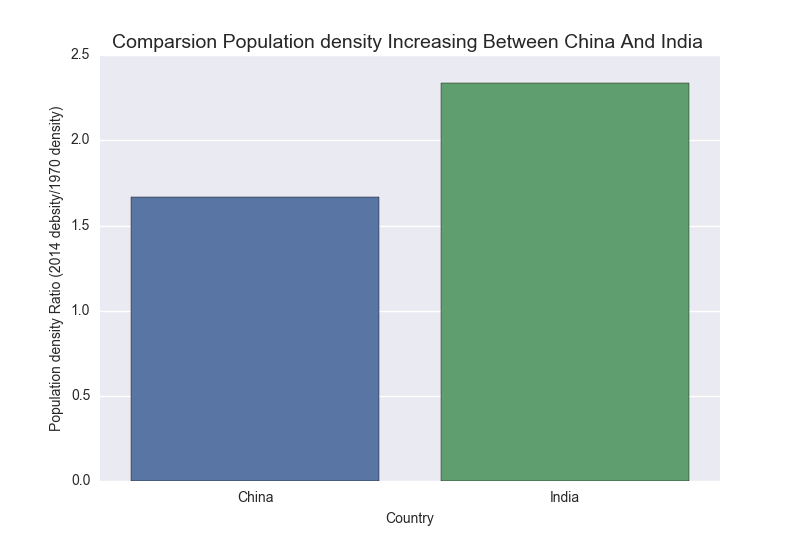 Comparsion Population density Increasing Between China And India
Population density Ratio (2014 debsity/1970 density)
2.5
2.0
1.5
1.0
0.5
0.0
China
India
Country